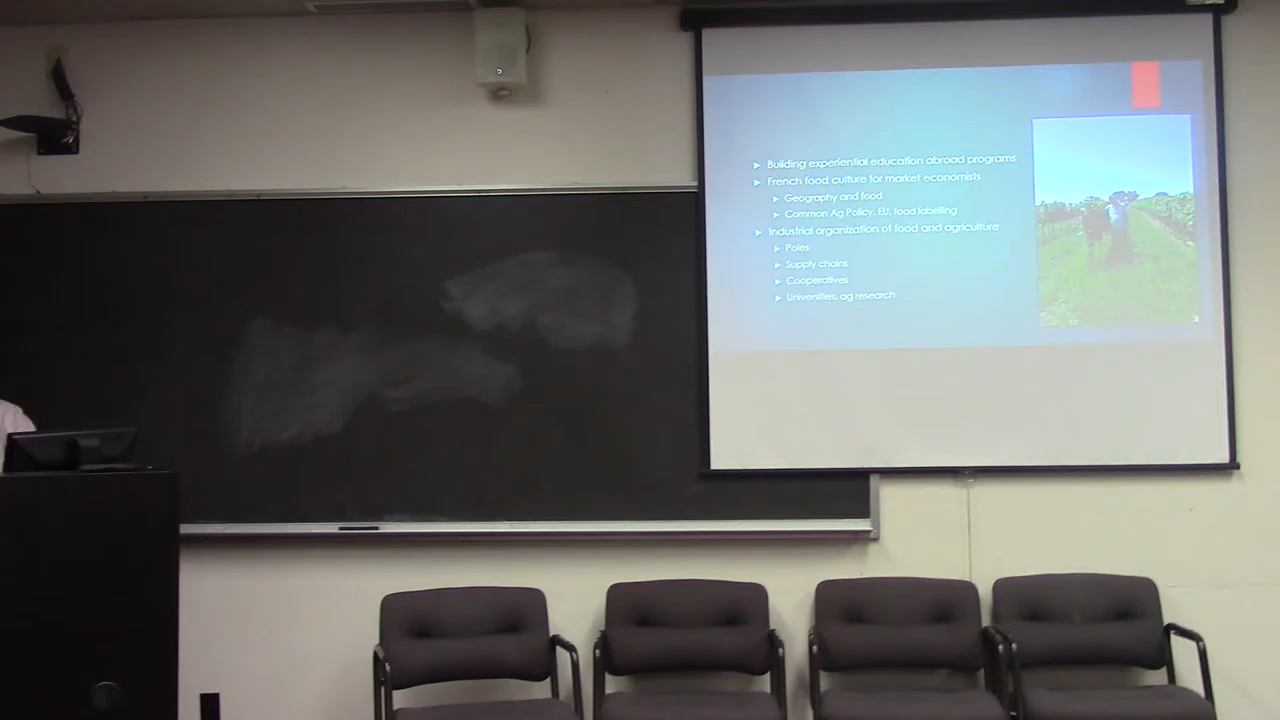 Building experiential education abroad programs
French food culture for market economists
Geography and food
Common Ag Policy, EU, food labelling
Industrial organization of food and agriculture
Poles
Supply chains
Cooperatives
Universities, ag research